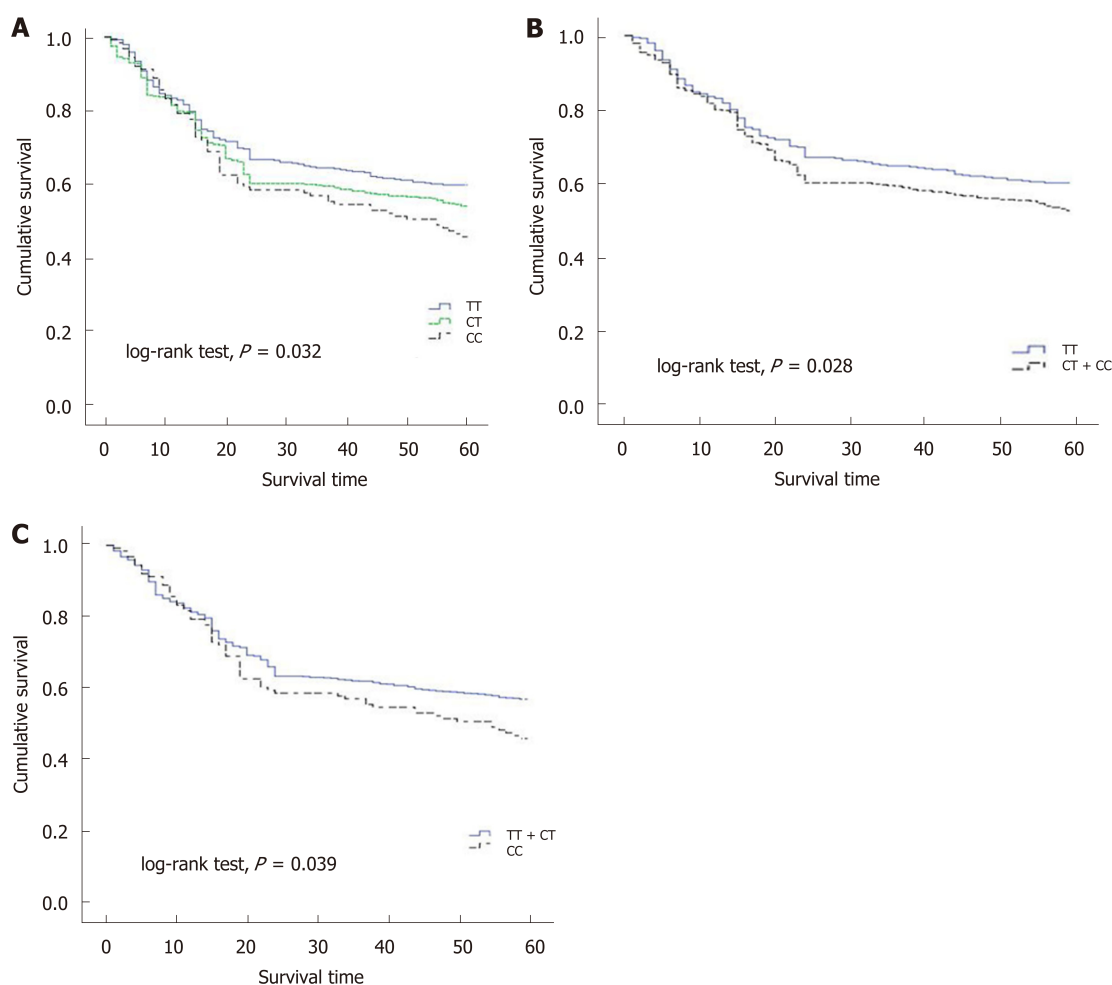 A
Cumulative survival
1.0
0.8
0.6
0.4
0.2
0.0
TT
CT
CC
log-rank test, P = 0.032
0 10 20 30 40 50 60
Survival time
B
Cumulative survival
1.0
0.8
0.6
0.4
0.2
0.0
TT
CT + CC
log-rank test, P = 0.028
0 10 20 30 40 50 60
Survival time
C
Cumulative survival
1.0
0.8
0.6
0.4
0.2
0.0
TT + CT
CC
log-rank test, P = 0.039
0 10 20 30 40 50 60
Survival time